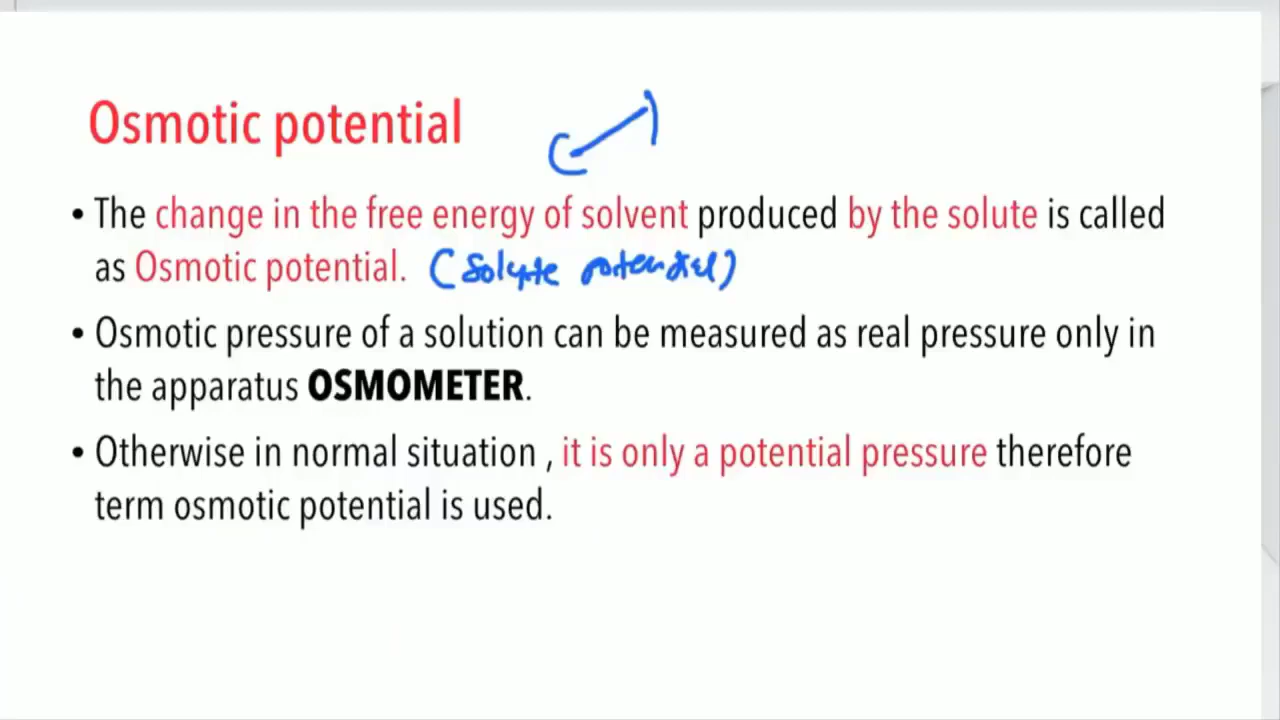 Osmotic potential
• The change in the free energy of solvent produced by the solute is called
as Osmotic potential. (Solute potential)
• Osmotic pressure of a solution can be measured as real pressure only in
the apparatus OSMOMETER.
• Otherwise in normal situation , it is only a potential pressure therefore
term osmotic potential is used.